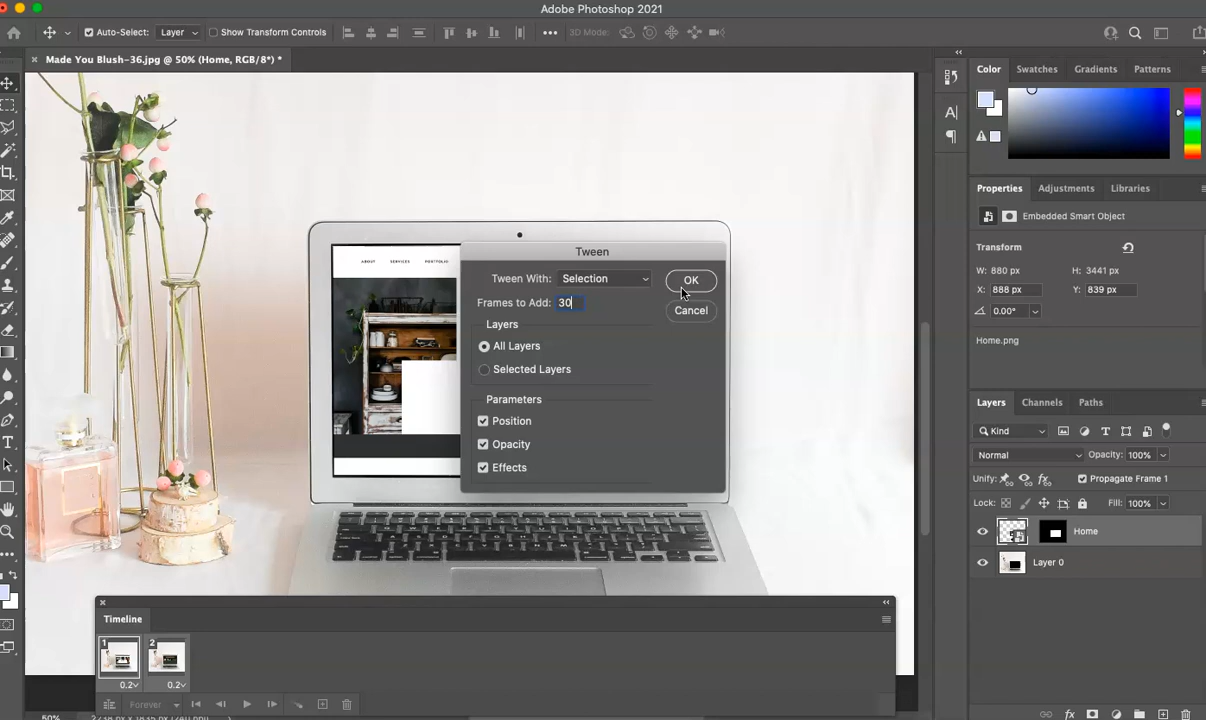 Adobe Photoshop 2021
Auto-Select: Layer Show Transform Controls ••• 3D Mode:
Made You Blush-36.jpg @ 50% (Home, RGB/8*) *
Color Swatches Gradients Patterns
Properties Adjustments Libraries
Embedded Smart Object
Transform
W: 880 px H: 3441 px
X: 888 px Y: 839 px
0.00°
Home.png
Layers Channels Paths
Kind
Normal Opacity: 100%
Unify: Propagate Frame 1
Lock: Fill: 100%
Home
Layer 0
ABOUT SERVICES PORTFOLIO
Tween
Tween With: Selection OK
Frames to Add: 30 Cancel
Layers
All Layers
Selected Layers
Parameters
Position
Opacity
Effects
Timeline
1 2
0.2 0.2
Forever
50%